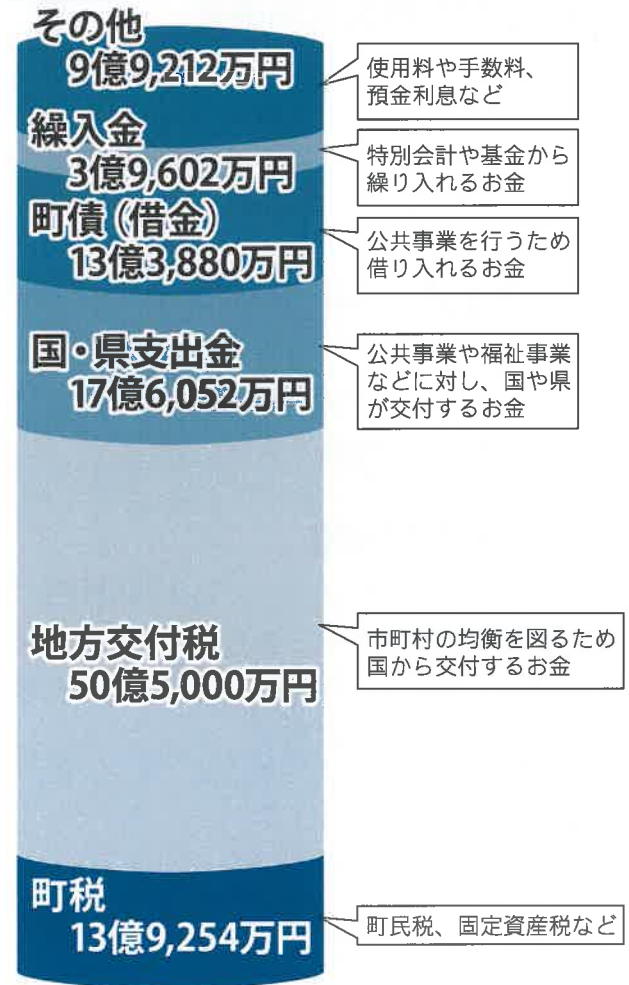 その他
9億9,212万円
使用料や手数料、
預金利息など
繰入金
3億9,602万円
特別会計や基金から
繰り入れるお金
町債（借金）
13億3,880万円
公共事業を行うため
借り入れるお金
国・県支出金
17億6,052万円
公共事業や福祉事業
などに対し、国や県
が交付するお金
地方交付税
50億5,000万円
市町村の均衡を図るため
国から交付するお金
町税
13億9,254万円
町民税、固定資産税など